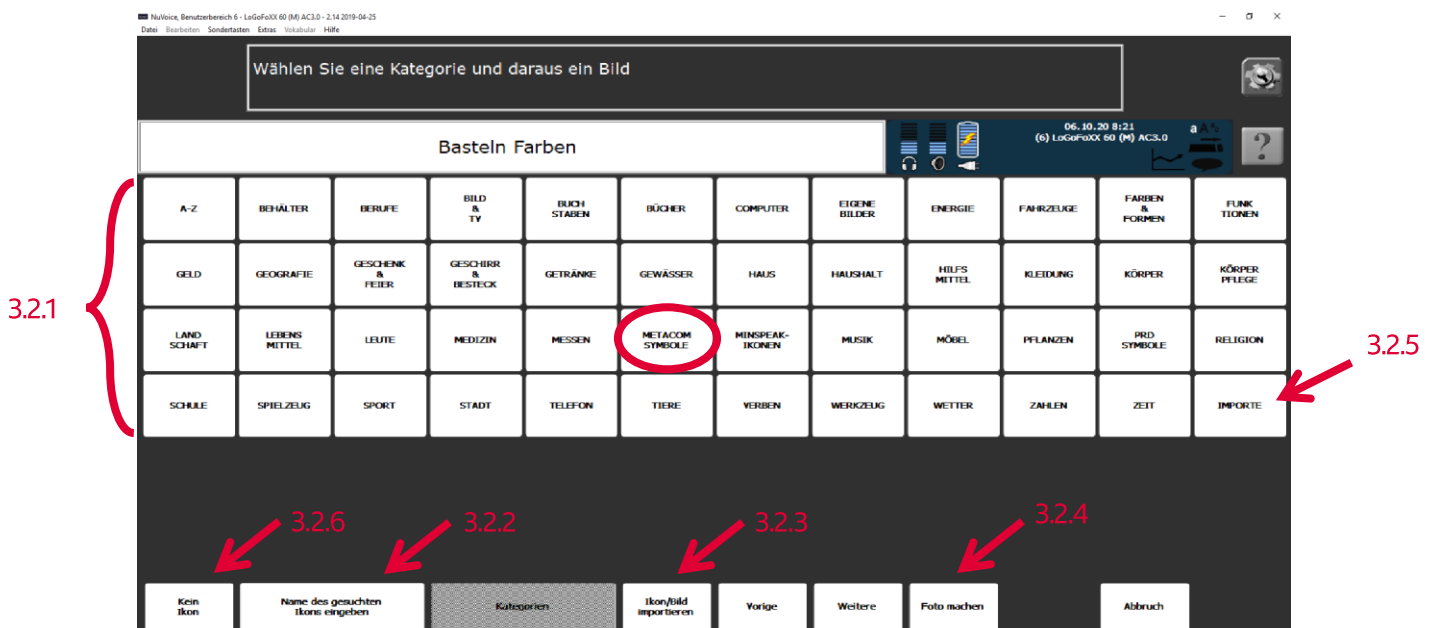 NuVoice, Benutzerbereich 6 - LoGoFoXX 60 (M) AC3.0 - 2.14 2019-04-25
Datei Bearbeiten Sondertasten Extras Vokabular Hilfe
Wählen Sie eine Kategorie und daraus ein Bild
Basteln Farben
06.10.20 8:21
(6) LoGoFoXX 60 (M) AC3.0
a A °c
?
3.2.1
A-Z
BEHÄLTER
BERUFE
BILD
&
TV
BUCH
STABEN
BÜCHER
COMPUTER
EIGENE
BILDER
ENERGIE
FAHRZEUGE
FARBEN
&
FORMEN
FUNK
TIONEN
GELD
GEOGRAFIE
GESCHENK
&
FEIER
GESCHIRR
&
BESTECK
GETRÄNKE
GEWÄSSER
HAUS
HAUSHALT
HILFS
MITTEL
KLEIDUNG
KÖRPER
KÖRPER
PFLEGE
LAND
SCHAFT
LEBENS
MITTEL
LEUTE
MEDIZIN
MESSEN
METACOM
SYMBOLE
MINSPEAK-
IKONEN
MUSIK
MÖBEL
PFLANZEN
PRD
SYMBOLE
RELIGION
3.2.5
SCHULE
SPIELZEUG
SPORT
STADT
TELEFON
TIERE
VERBEN
WERKZEUG
WETTER
ZAHLEN
ZEIT
IMPORTE
3.2.6
3.2.2
3.2.3
3.2.4
Kein
Ikon
Name des gesuchten
Ikons eingeben
Kategorien
Ikon/Bild
importieren
Vorige
Weitere
Foto machen
Abbruch